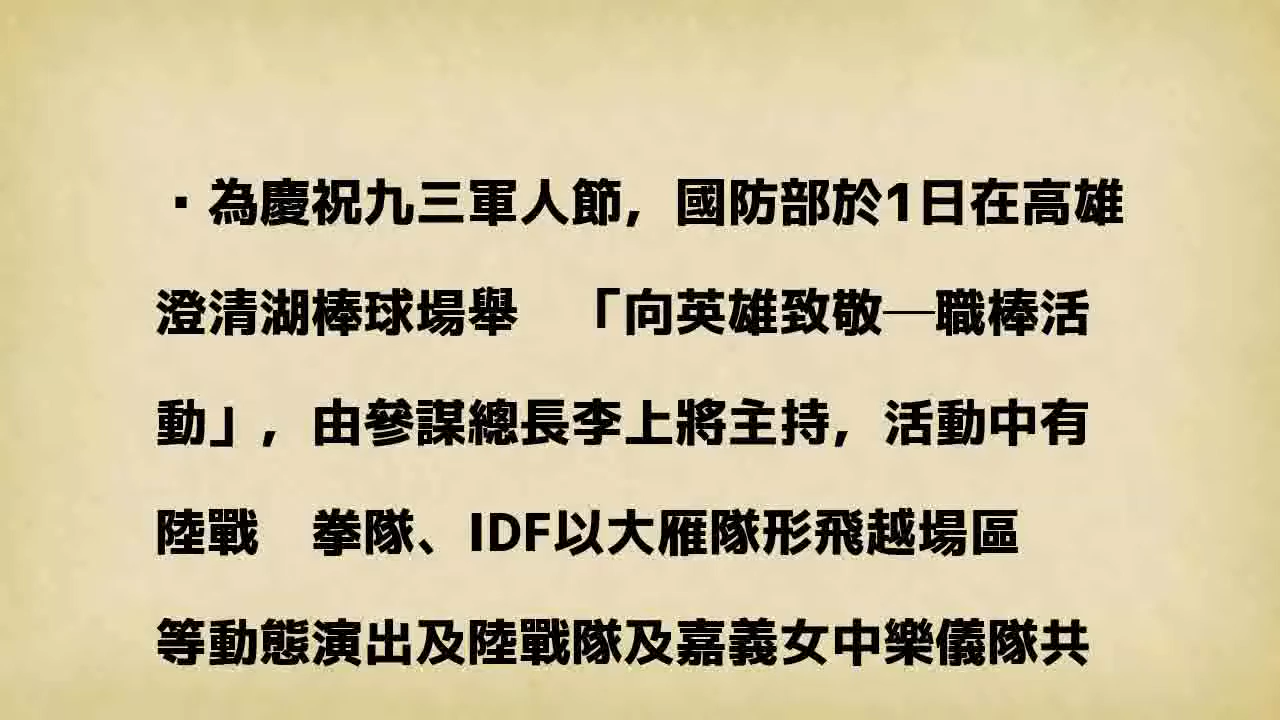 ▪為慶祝九三軍人節，國防部於1日在高雄
澄清湖棒球場舉　「向英雄致敬─職棒活
動」，由參謀總長李上將主持，活動中有
陸戰　拳隊、IDF以大雁隊形飛越場區
等動態演出及陸戰隊及嘉義女中樂儀隊共